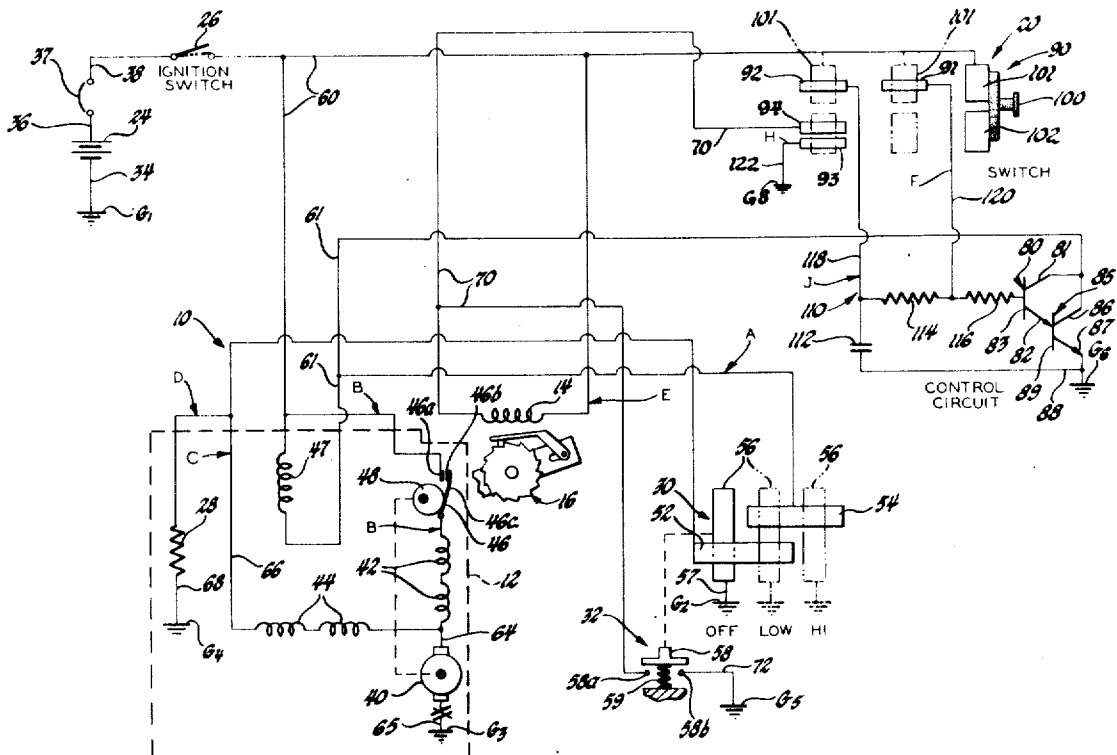 26
101
101
20
90
37
38
92
91
101
IGNITION
SWITCH
60
100
36
24
94
102
70
H
34
122
93
F
SWITCH
G1
G8
120
61
118
80
81
70
J
85
110
86
114
116
87
10
83
82
G6
112
A
89
CONTROL
CIRCUIT
88
D
61
B
46a
46b
14
E
C
47
56
56
48
30
16
54
46c
52
B
46
28
12
66
42
57
68
44
G2
32
OFF
LOW
HI
64
58
G4
72
58a
59
58b
G5
40
65
G3